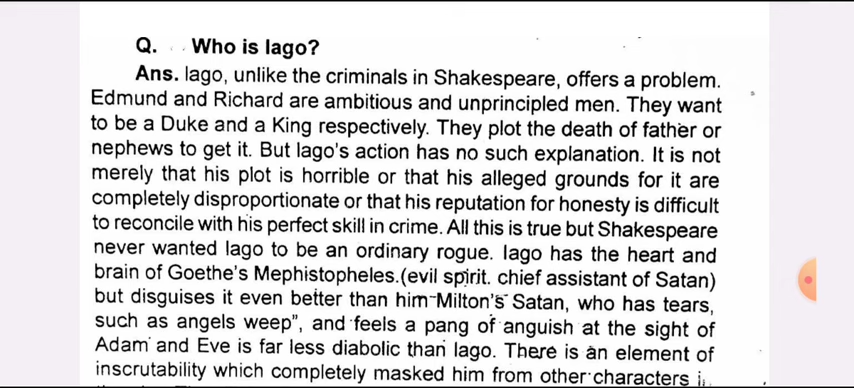 Q. Who is Iago?
Ans. Iago, unlike the criminals in Shakespeare, offers a problem.
Edmund and Richard are ambitious and unprincipled men. They want
to be a Duke and a King respectively. They plot the death of father or
nephews to get it. But Iago's action has no such explanation. It is not
merely that his plot is horrible or that his alleged grounds for it are
completely disproportionate or that his reputation for honesty is difficult
to reconcile with his perfect skill in crime. All this is true but Shakespeare
never wanted Iago to be an ordinary rogue. Iago has the heart and
brain of Goethe's Mephistopheles.(evil spirit. chief assistant of Satan)
but disguises it even better than him-Milton's Satan, who has tears,
such as angels weep", and feels a pang of anguish at the sight of
Adam and Eve is far less diabolic than Iago. There is an element of
inscrutability which completely masked him from other characters